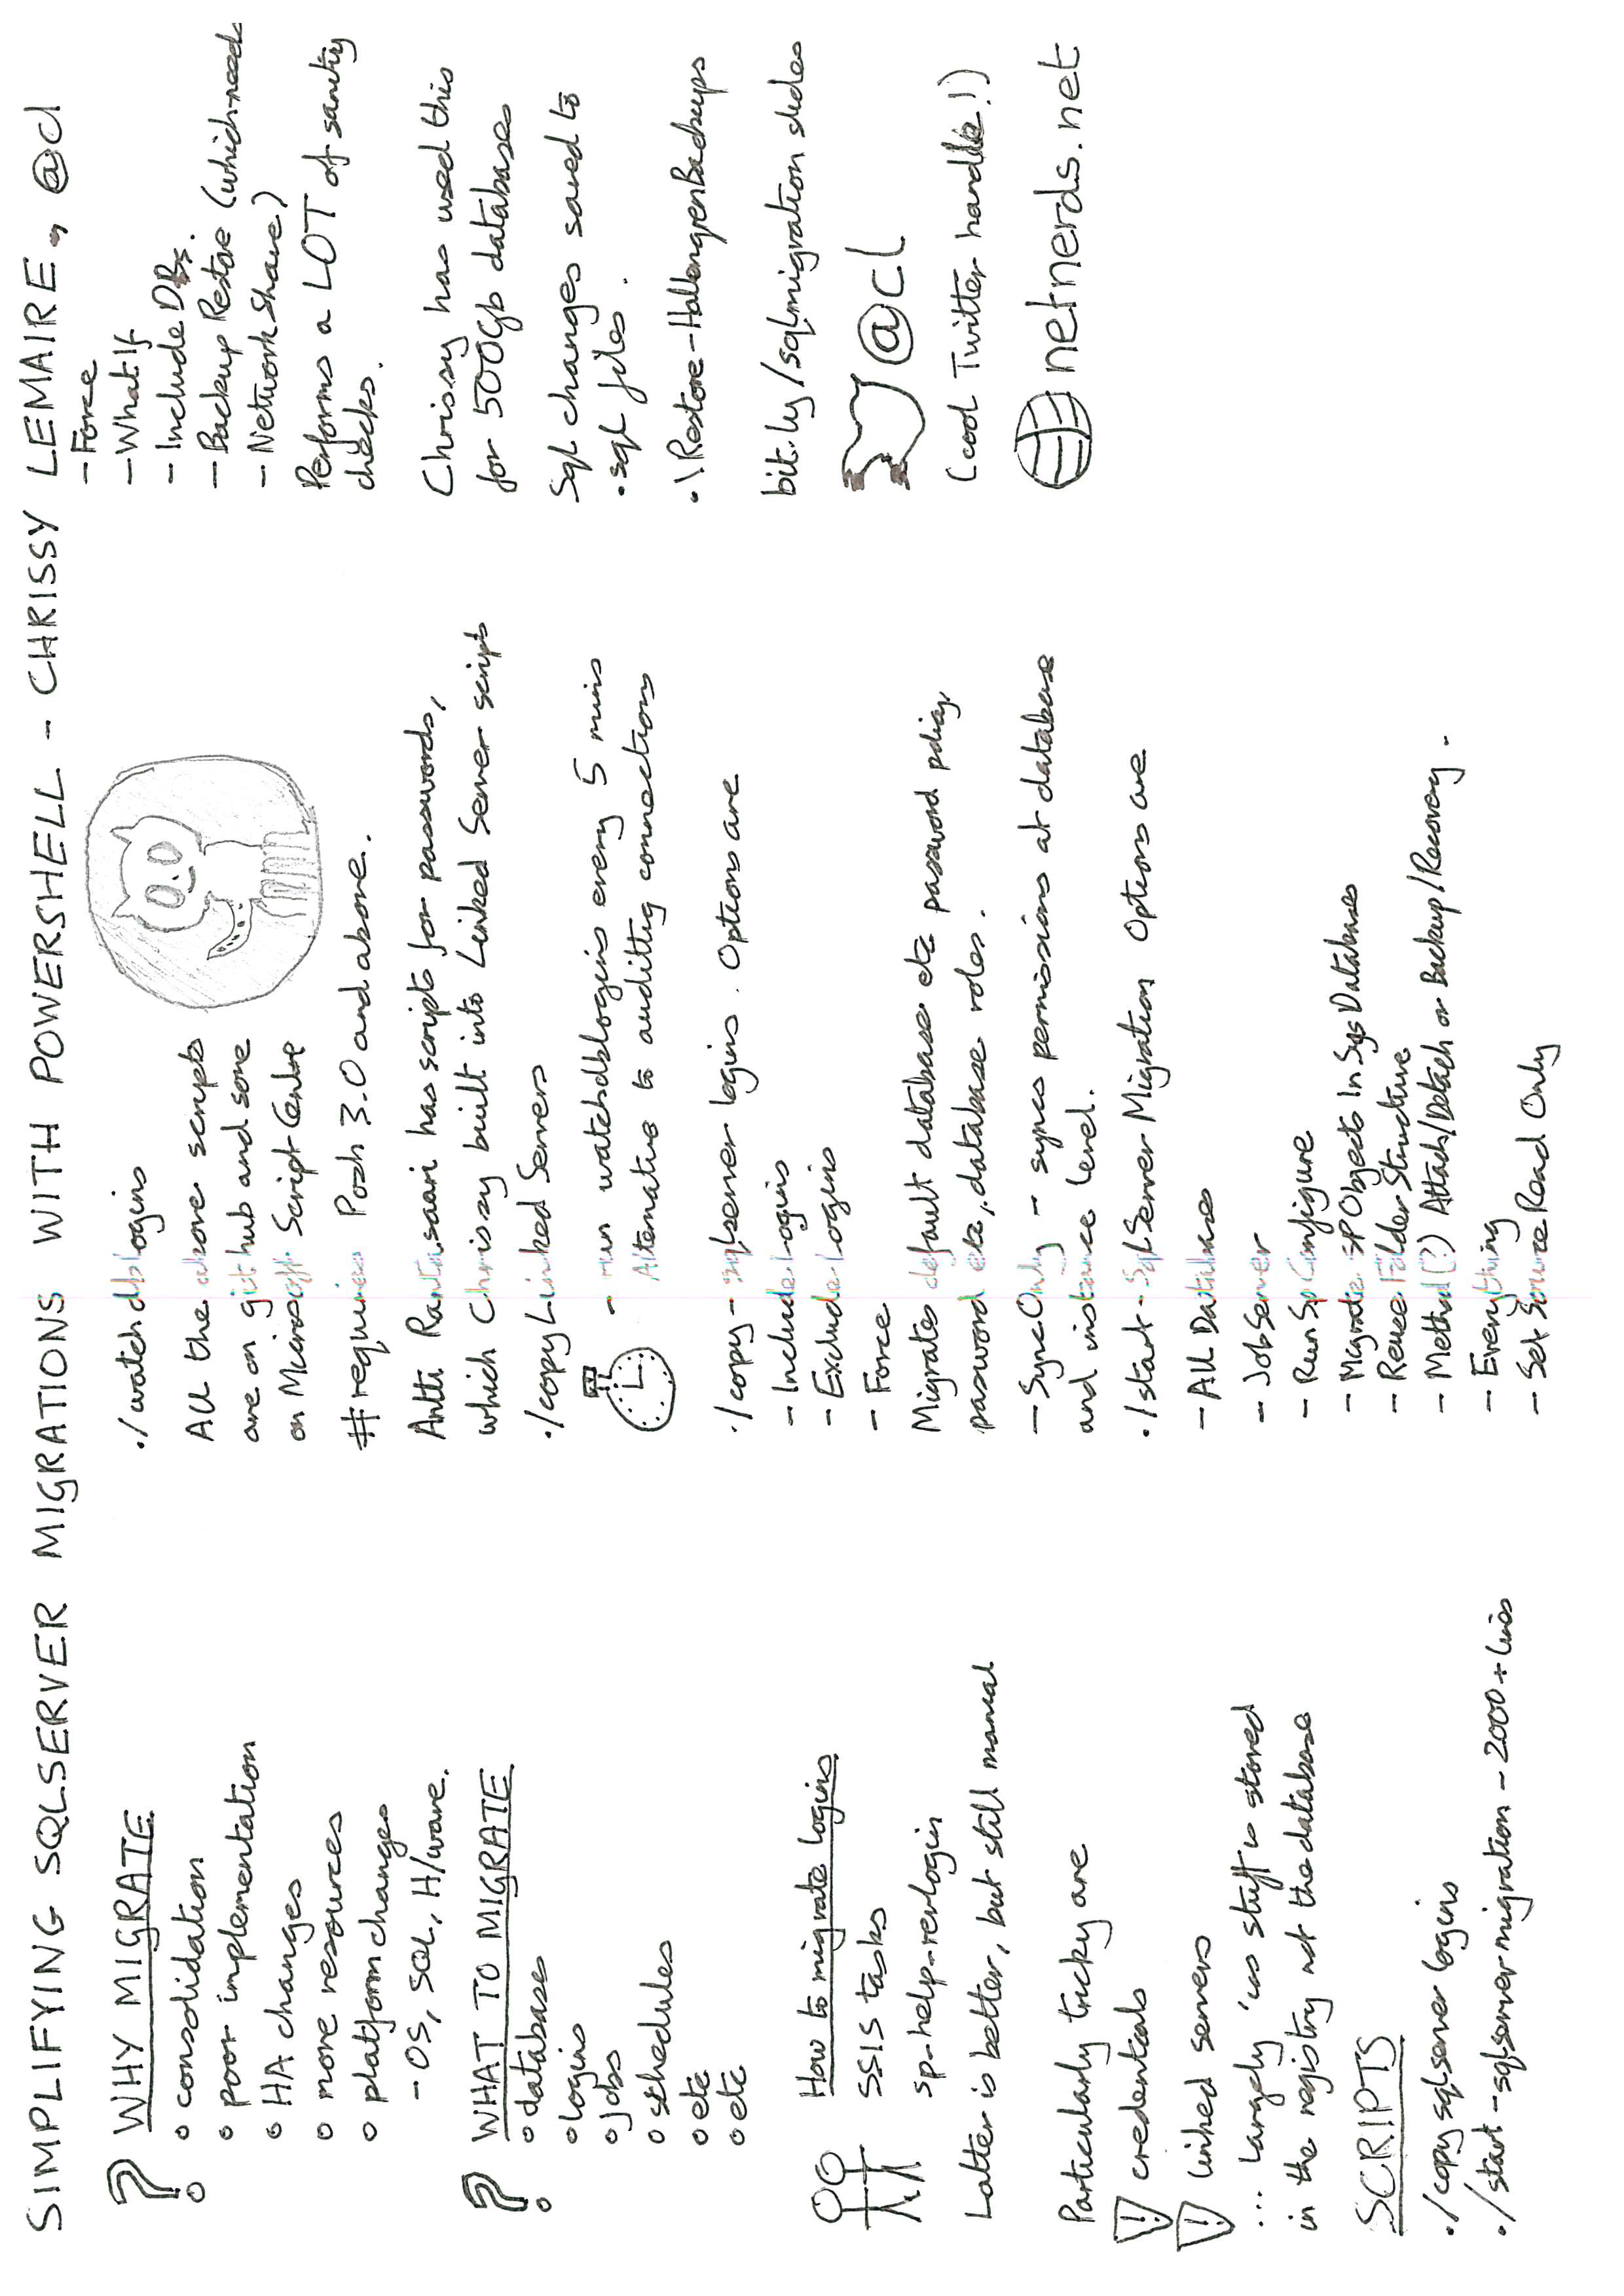 SIMPLIFYING SQLSERVER MIGRATIONS WITH POWERSHELL - CHRISSY LEMAIRE, @cl
? WHY MIGRATE
o consolidation
o poor implementation
o HA changes
o more resources
o platform changes
- OS, SQL, H/ware.
? WHAT TO MIGRATE
o databases
o logins
o jobs
o schedules
o etc
o etc
How to migrate logins
SSIS tasks
sp-help-revlogin
Latter is better, but still manual
Particularly tricky are
! credentials
! linked servers
... largely 'cos stuff is stored
in the registry not the database
SCRIPTS
./copy sqlserver logins
./start-sqlserver migration - 2000+ lines
./watchdblogins
All the above scripts
are on github and some
on Microsoft Script Centre
#requires Posh 3.0 and above.
Antti Rantasaari has scripts for passwords,
which Chrissy built into Linked Server scripts
./copy Linked Servers
- run watchdblogins every 5 mins
Alternative to auditting connections
./copy-sqlserver logins. Options are
- Include Logins
- Exclude Logins
- Force
Migrates default database etc password policy,
pasword etc, database roles.
- SyncOnly - syncs permissions at database
and instance level.
./start-SqlServer Migration Options are
- All Databases
- JobServer
- Run Sp Configure
- Migrate SP Objects In Sys Databases
- Reuse Folder Structure
- Method (?) Attach/Detach or Backup/Recovery.
- Everything
- Set Source Read Only
- Force
- What If
- Include DBs.
- Backup Restore (which needs
- Network Share)
Performs a LOT of sanity
checks.
Chrissy has used this
for 500Gb databases
Sql changes saved to
.sql files.
.\Restore-HallengrenBackups
bit.ly/sqlmigration slides
@cl
(cool Twitter handle!)
netnerds.net